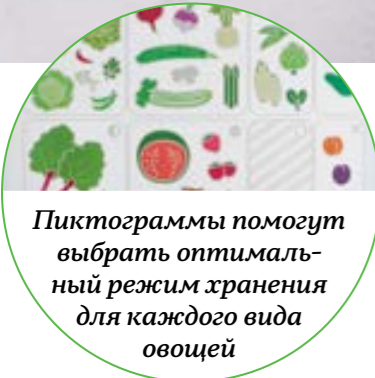 Пиктограммы помогут
выбрать оптималь-
ный режим хранения
для каждого вида
овощей